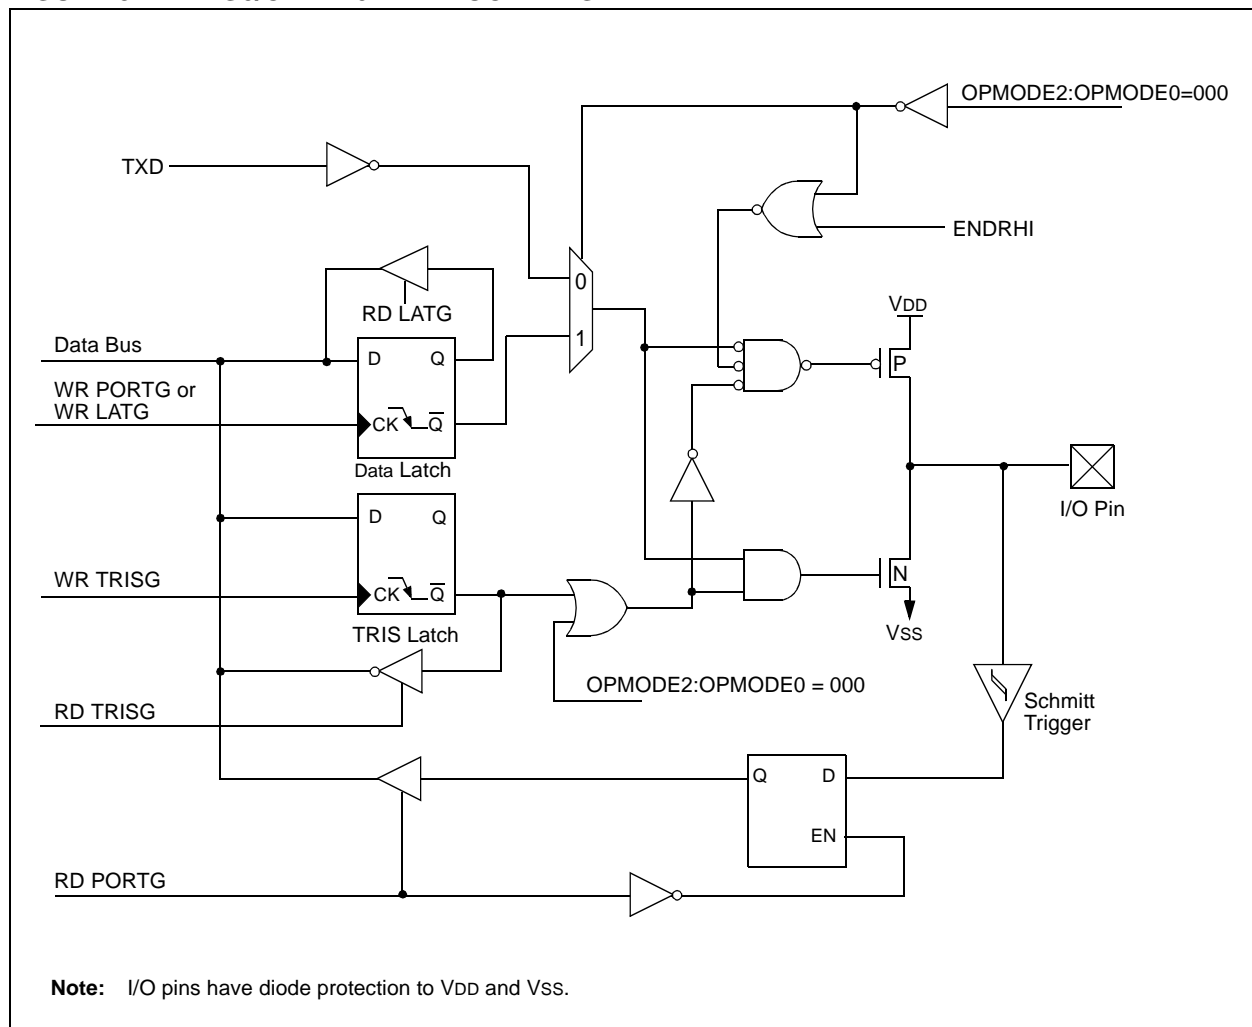 OPMODE2:OPMODE0=000
TXD
ENDRHI
0
1
RD LATG
VDD
Data Bus
D Q
P
WR PORTG or
WR LATG
CK Q
Data Latch
I/O Pin
D Q
WR TRISG
CK Q
N
TRIS Latch
VSS
OPMODE2:OPMODE0 = 000
RD TRISG
Schmitt
Trigger
Q D
EN
RD PORTG
Note: I/O pins have diode protection to VDD and VSS.